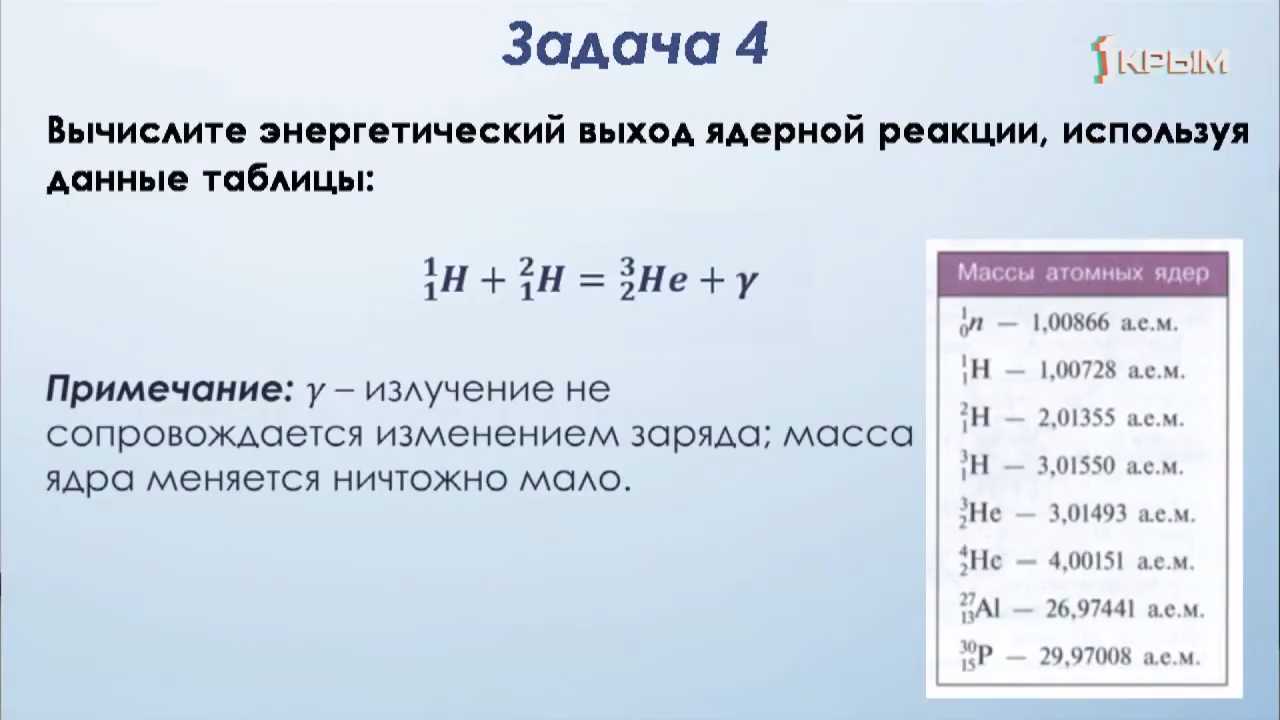 Задача 4
1 КРЫМ
Вычислите энергетический выход ядерной реакции, используя
данные таблицы:
¹₁H + ²₁H = ³₂He + γ
Примечание: γ – излучение не
сопровождается изменением заряда; масса
ядра меняется ничтожно мало.
Массы атомных ядер
¹₀n — 1,00866 а.е.м.
¹₁H — 1,00728 а.е.м.
²₁H — 2,01355 а.е.м.
³₁H — 3,01550 а.е.м.
³₂He — 3,01493 а.е.м.
⁴₂He — 4,00151 а.е.м.
²⁷₁₃Al — 26,97441 а.е.м.
³⁰₁₅P — 29,97008 а.е.м.